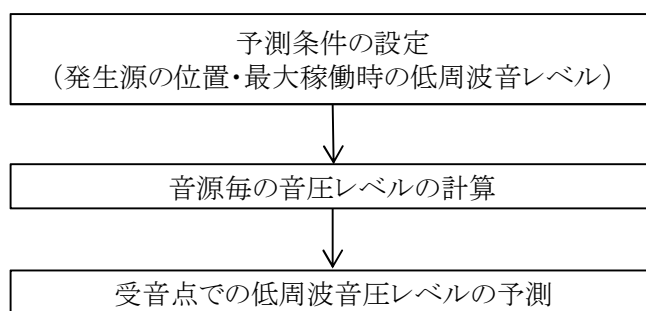 予測条件の設定
（発生源の位置・最大稼働時の低周波音レベル）
音源毎の音圧レベルの計算
受音点での低周波音圧レベルの予測